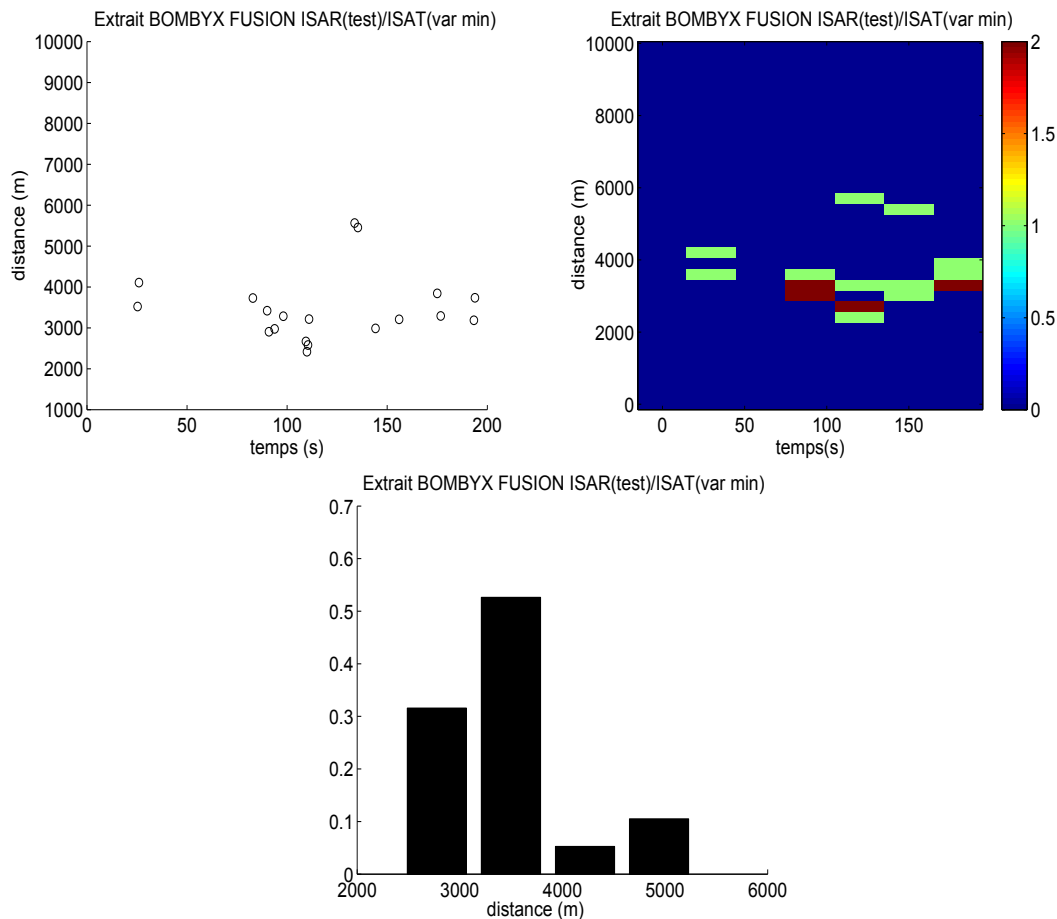 Extrait BOMBYX FUSION ISAR(test)/ISAT(var min)
10000
9000
8000
7000
6000
5000
4000
3000
2000
1000
distance (m)
0 50 100 150 200
temps (s)
Extrait BOMBYX FUSION ISAR(test)/ISAT(var min)
10000
8000
6000
4000
2000
0
distance (m)
0 50 100 150
temps(s)
2
1.5
1
0.5
0
Extrait BOMBYX FUSION ISAR(test)/ISAT(var min)
0.7
0.6
0.5
0.4
0.3
0.2
0.1
0
2000 3000 4000 5000 6000
distance (m)